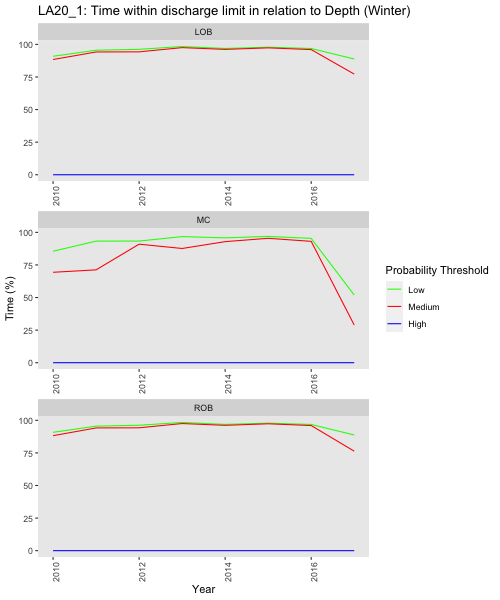 LA20_1: Time within discharge limit in relation to Depth (Winter)
LOB
100
75
50
25
0
2010
2012
2014
2016
MC
100
75
50
25
0
2010
2012
2014
2016
ROB
100
75
50
25
0
2010
2012
2014
2016
Time (%)
Year
Probability Threshold
Low
Medium
High